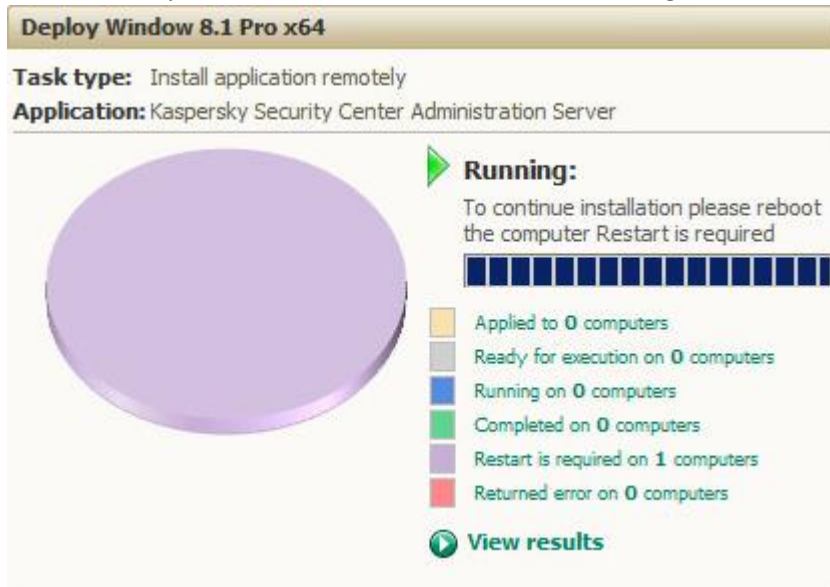 Deploy Window 8.1 Pro x64
Task type: Install application remotely
Application: Kaspersky Security Center Administration Server
Running:
To continue installation please reboot
the computer Restart is required
Applied to 0 computers
Ready for execution on 0 computers
Running on 0 computers
Completed on 0 computers
Restart is required on 1 computers
Returned error on 0 computers
View results